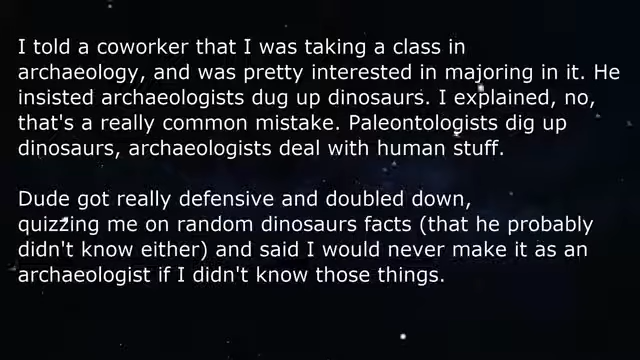 I told a coworker that I was taking a class in
archaeology, and was pretty interested in majoring in it. He
insisted archaeologists dug up dinosaurs. I explained, no,
that's a really common mistake. Paleontologists dig up
dinosaurs, archaeologists deal with human stuff.
Dude got really defensive and doubled down,
quizzing me on random dinosaurs facts (that he probably
didn't know either) and said I would never make it as an
archaeologist if I didn't know those things.